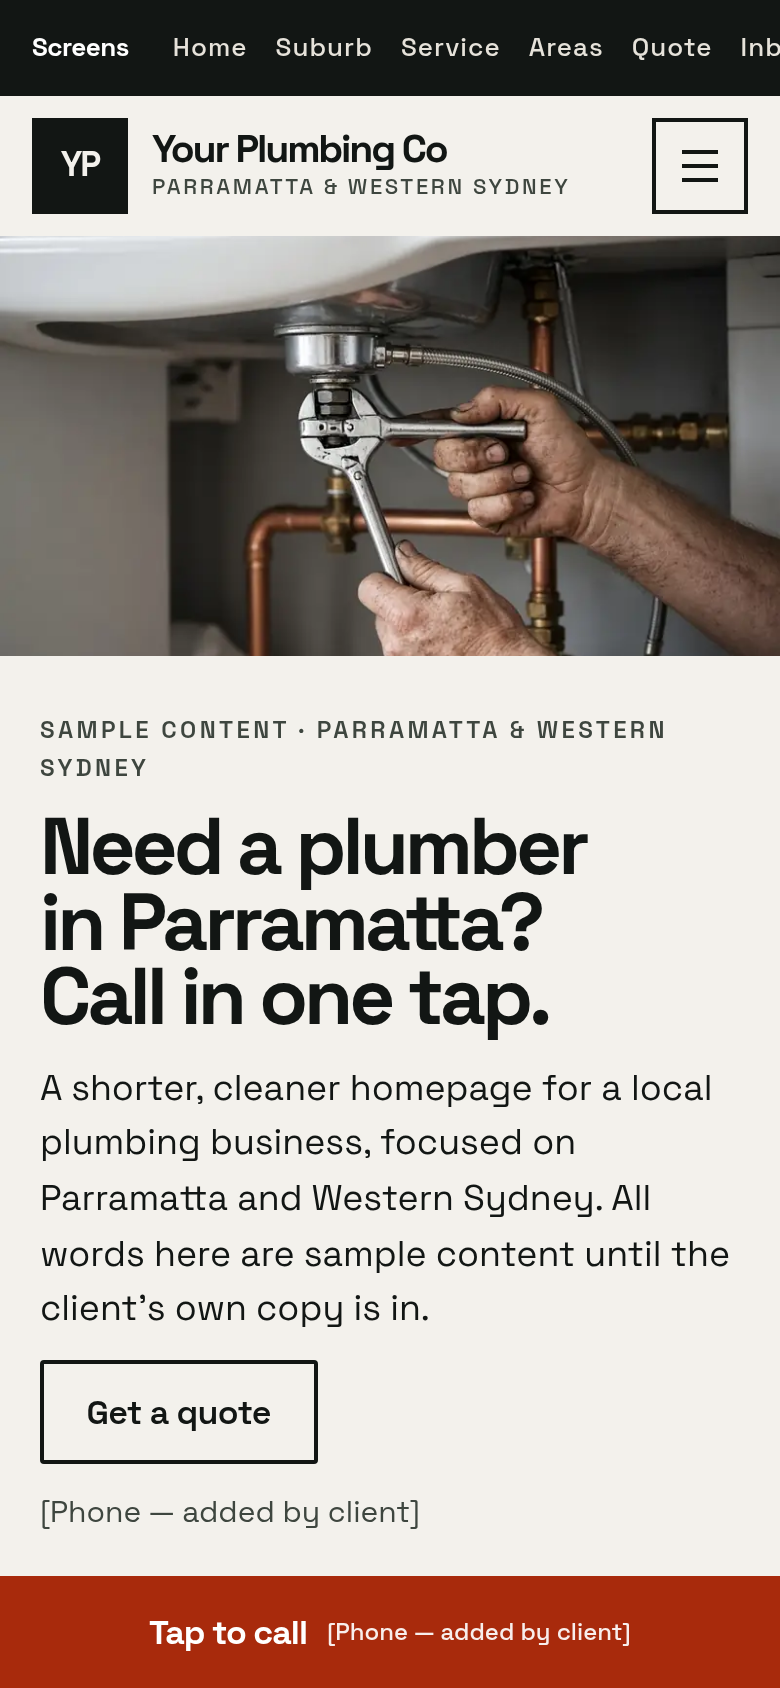 Screens Home Suburb Service Areas Quote Inb
YP
Your Plumbing Co
PARRAMATTA & WESTERN SYDNEY
SAMPLE CONTENT · PARRAMATTA & WESTERN
SYDNEY
Need a plumber
in Parramatta?
Call in one tap.
A shorter, cleaner homepage for a local
plumbing business, focused on
Parramatta and Western Sydney. All
words here are sample content until the
client’s own copy is in.
Get a quote
[Phone — added by client]
Tap to call [Phone — added by client]